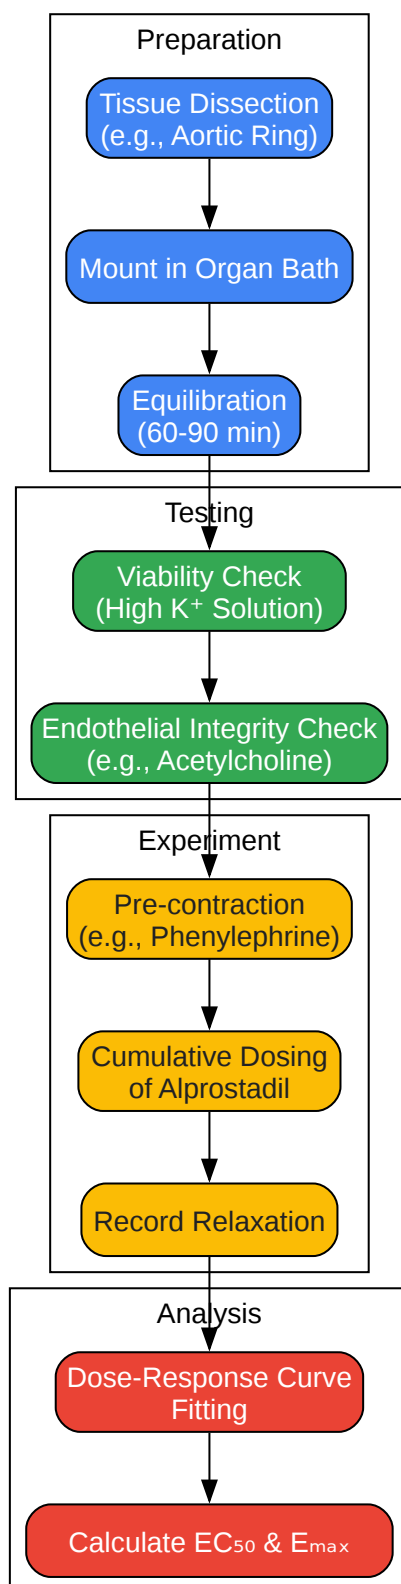 Preparation
Tissue Dissection
(e.g., Aortic Ring)
Mount in Organ Bath
Equilibration
(60-90 min)
Testing
Viability Check
(High K⁺ Solution)
Endothelial Integrity Check
(e.g., Acetylcholine)
Experiment
Pre-contraction
(e.g., Phenylephrine)
Cumulative Dosing
of Alprostadil
Record Relaxation
Analysis
Dose-Response Curve
Fitting
Calculate EC₅₀ & Eₘₐₓ